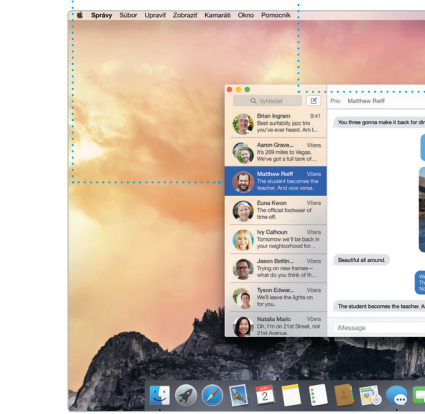 Správy Súbor Upraviť Zobraziť Kamaráti Okno Pomocník
Vyhľadať
Pre: Matthew Reiff
Brian Ingram 9:41
Best surfabilly jazz trio
you've ever heard. Am I...
Aaron Grave... Včera
It's 269 miles to Vegas.
We've got a full tank of...
Matthew Reiff Včera
The student becomes the
teacher. And vice versa.
Euna Kwon Včera
The official footwear of
time off.
Ivy Calhoun Včera
Tomorrow we'll be back in
your neighborhood for...
Jason Bettin... Včera
Trying on new frames—
what do you think of th...
Tyson Edwar... Včera
We'll leave the lights on
for you.
Natalia Maric Včera
Oh, I'm on 21st Street, not
21st Avenue.
You three gonna make it back for din
Beautiful all around.
The student becomes the teacher. A
iMessage
2